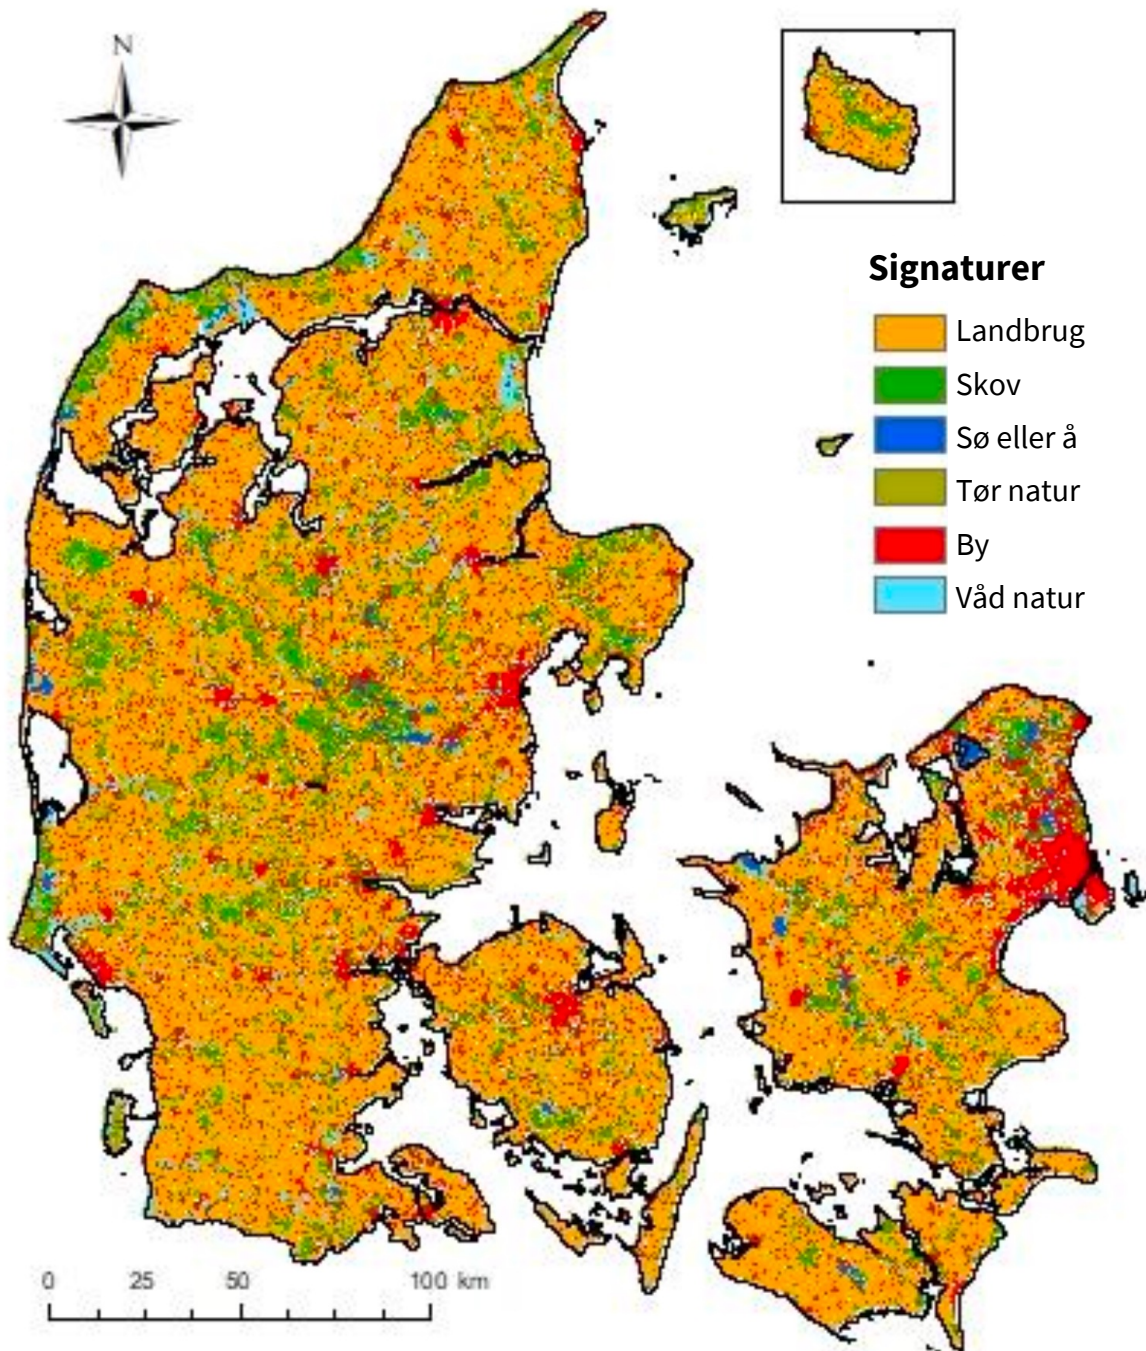 N
Signaturer
Landbrug
Skov
Sø eller å
Tør natur
By
Våd natur
0 25 50 100 km